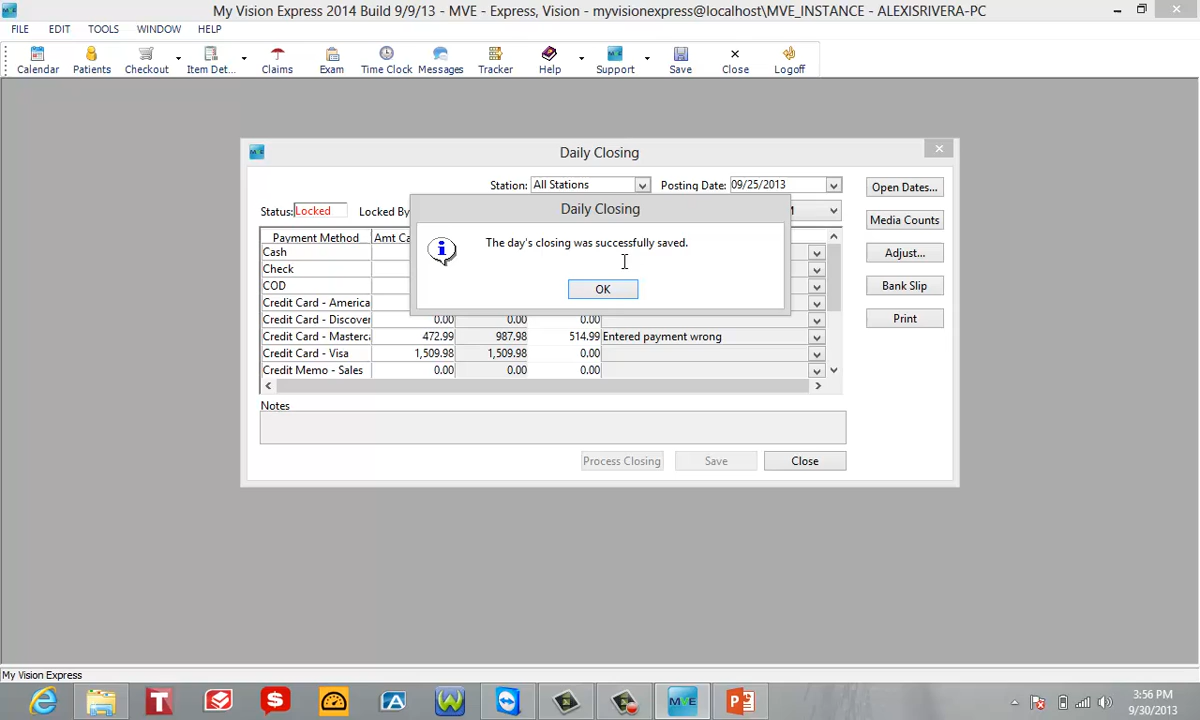 My Vision Express 2014 Build 9/9/13 - MVE - Express, Vision - myvisionexpress@localhost\MVE_INSTANCE - ALEXISRIVERA-PC
FILE EDIT TOOLS WINDOW HELP
Calendar Patients Checkout Item Det... Claims Exam Time Clock Messages Tracker Help Support Save Close Logoff
Daily Closing
Station: All Stations Posting Date: 09/25/2013 Open Dates...
Status: Locked Locked By
Media Counts
Daily Closing
The day's closing was successfully saved.
OK
Payment Method Amt Ca
Cash
Adjust...
Check
COD
Bank Slip
Credit Card - America
Credit Card - Discover 0.00 0.00 0.00
Print
Credit Card - Masterca 472.99 987.98 514.99 Entered payment wrong
Credit Card - Visa 1,509.98 1,509.98 0.00
Credit Memo - Sales 0.00 0.00 0.00
Notes
Process Closing Save Close
My Vision Express
3:56 PM
9/30/2013